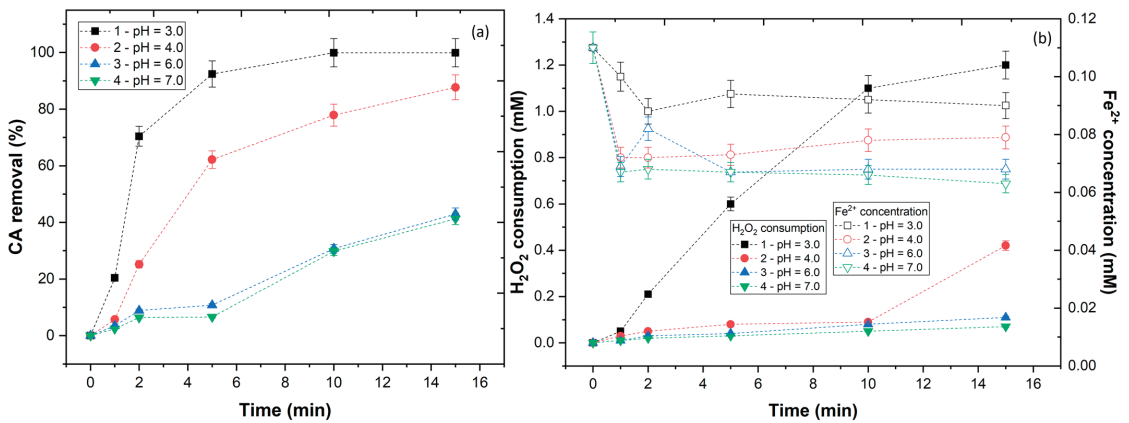 (a)
1 - pH = 3.0
2 - pH = 4.0
3 - pH = 6.0
4 - pH = 7.0
CA removal (%)
100
80
60
40
20
0
0 2 4 6 8 10 12 14 16
Time (min)
(b)
H₂O₂ consumption (mM)
1.4
1.2
1.0
0.8
0.6
0.4
0.2
0.0
0 2 4 6 8 10 12 14 16
Time (min)
H₂O₂ consumption
1 - pH = 3.0
2 - pH = 4.0
3 - pH = 6.0
4 - pH = 7.0
Fe²⁺ concentration
1 - pH = 3.0
2 - pH = 4.0
3 - pH = 6.0
4 - pH = 7.0
0.12
0.10
0.08
0.06
0.04
0.02
0.00
Fe²⁺ concentration (mM)